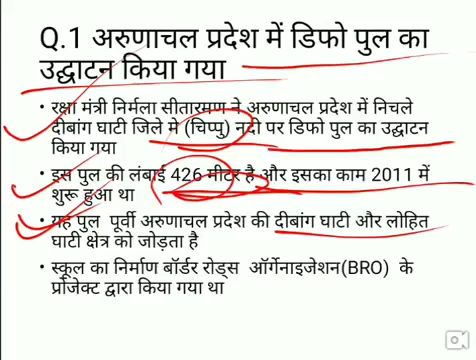 Q.1 अरुणाचल प्रदेश में डिफो पुल का
उद्घाटन किया गया
• रक्षा मंत्री निर्मला सीतारमण ने अरुणाचल प्रदेश में निचले
दीबांग घाटी जिले मे (चिप्पु) नदी पर डिफो पुल का उद्घाटन
किया गया
• इस पुल की लंबाई 426 मीटर है और इसका काम 2011 में
शुरू हुआ था
• यह पुल पूर्वी अरुणाचल प्रदेश की दीबांग घाटी और लोहित
घाटी क्षेत्र को जोड़ता है
• स्कूल का निर्माण बॉर्डर रोड्स ऑर्गेनाइजेशन(BRO) के
प्रोजेक्ट द्वारा किया गया था